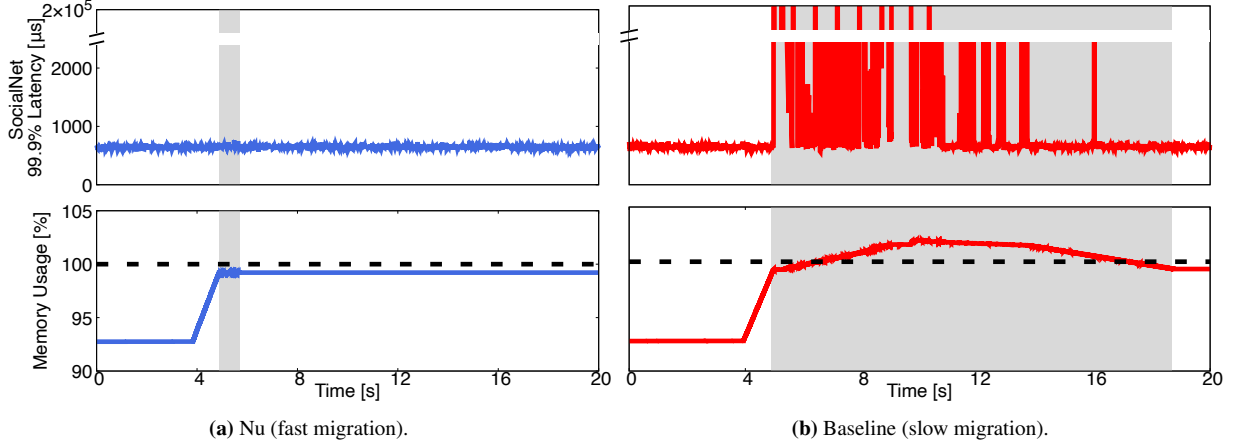 2×10⁵
SocialNet
99.9% Latency [µs]
2000
1000
0
Memory Usage [%]
105
100
95
90
0
4
8
12
16
20
Time [s]
0
4
8
12
16
20
Time [s]
(a) Nu (fast migration).
(b) Baseline (slow migration).